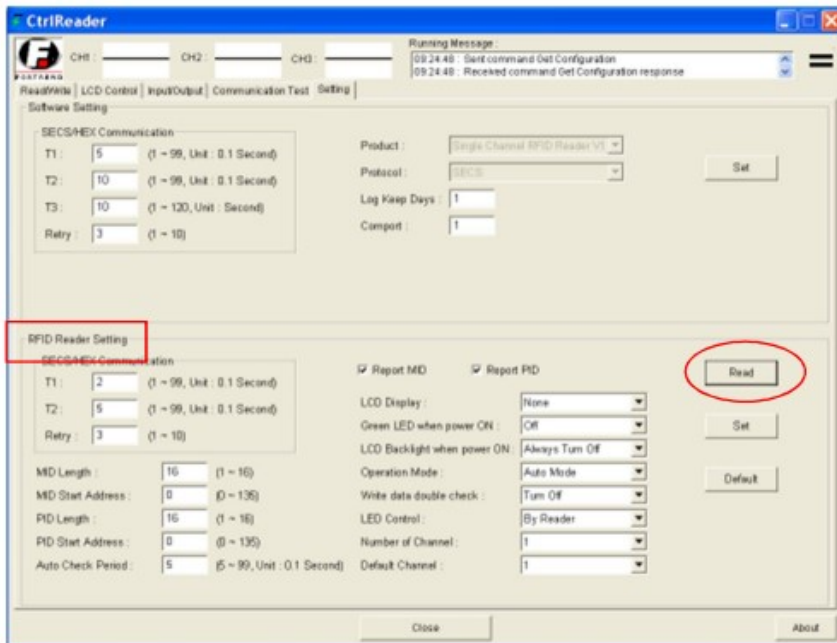 CtrlReader
CH1: CH2: CH3:
Running Message:
09:24:48 : Sent command Get Configuration
09:24:48 : Received command Get Configuration response
Read/Write LCD Control Input/Output Communication Test Setting
Software Setting
SECS/HEX Communication
T1 : 5 (1 ~ 99, Unit : 0.1 Second)
T2 : 10 (1 ~ 99, Unit : 0.1 Second)
T3 : 10 (1 ~ 120, Unit : Second)
Retry : 3 (1 ~ 10)
Product : Single Channel RFID Reader V1
Protocol : SECS
Log Keep Days : 1
Comport : 1
Set
RFID Reader Setting
SECS/HEX Communication
T1 : 2 (1 ~ 99, Unit : 0.1 Second)
T2 : 5 (1 ~ 99, Unit : 0.1 Second)
Retry : 3 (1 ~ 10)
MID Length : 16 (1 ~ 16)
MID Start Address : 0 (0 ~ 135)
PID Length : 16 (1 ~ 16)
PID Start Address : 0 (0 ~ 135)
Auto Check Period : 5 (5 ~ 99, Unit : 0.1 Second)
Report MID Report PID
LCD Display : None
Green LED when power ON : Off
LCD Backlight when power ON : Always Turn Off
Operation Mode : Auto Mode
Write data double check : Turn Off
LED Control : By Reader
Number of Channel : 1
Default Channel : 1
Read
Set
Default
Close
About